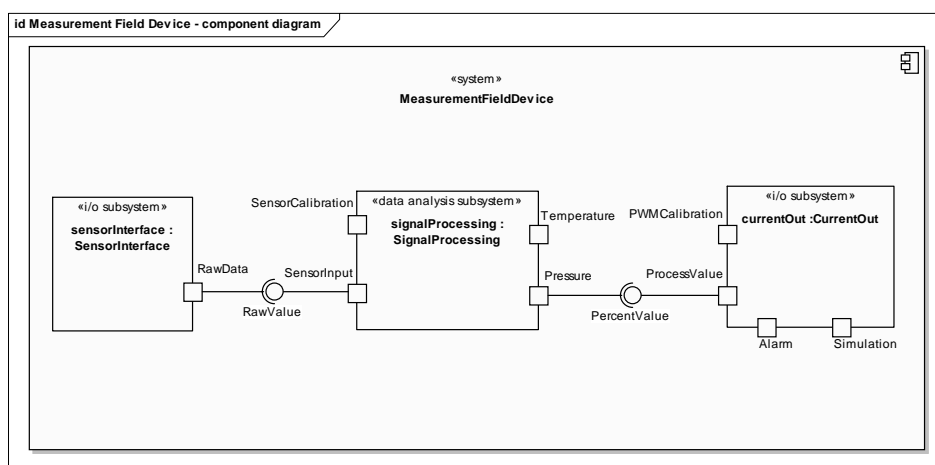 id Measurement Field Device - component diagram
«system»
MeasurementFieldDevice
«i/o subsystem»
sensorInterface :
SensorInterface
RawData
RawValue
SensorCalibration
SensorInput
«data analysis subsystem»
signalProcessing :
SignalProcessing
Temperature
Pressure
PercentValue
PWMCalibration
ProcessValue
«i/o subsystem»
currentOut :CurrentOut
Alarm
Simulation